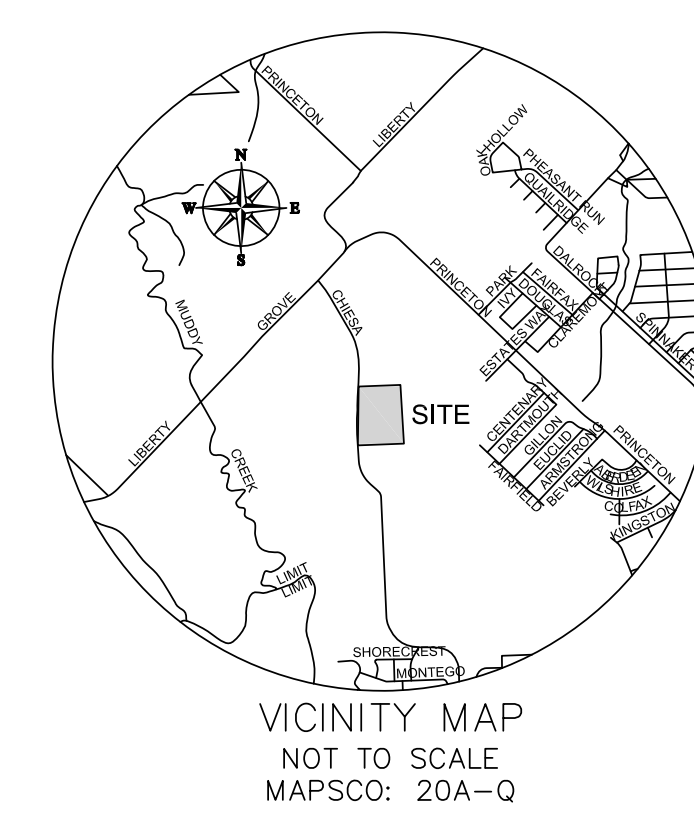 PRINCETON
LIBERTY
N
W
E
S
OAK HOLLOW
PHEASANT RUN
QUAILRIDGE
DALROCK
SPINNAKER
MUDDY
GROVE
CHIESA
PRINCETON
PARK
IVY
FAIRFAX
DOUGLAS
CLAREMONT
ESTATES WAY
SITE
LIBERTY
CREEK
CENTENARY
DARTMOUTH
GILLON
EUCLID
ARMSTRONG
BEVERLY
FAIRFIELD
PRINCETON
ABERDEEN
WILSHIRE
COLFAX
KINGSTON
LIMIT
LIMIT
SHORECREST
MONTEGO
VICINITY MAP
NOT TO SCALE
MAPSCO: 20A-Q